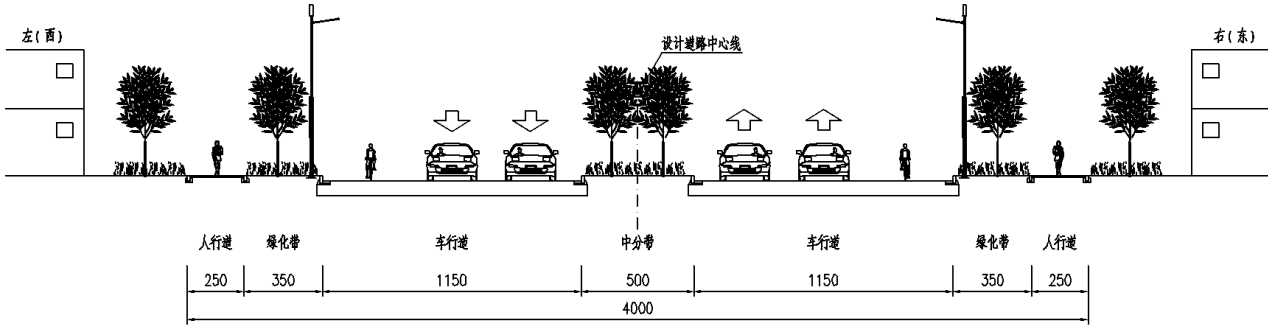 左(西)
设计道路中心线
右(东)
人行道 绿化带 车行道 中分带 车行道 绿化带 人行道
250 350 1150 500 1150 350 250
4000